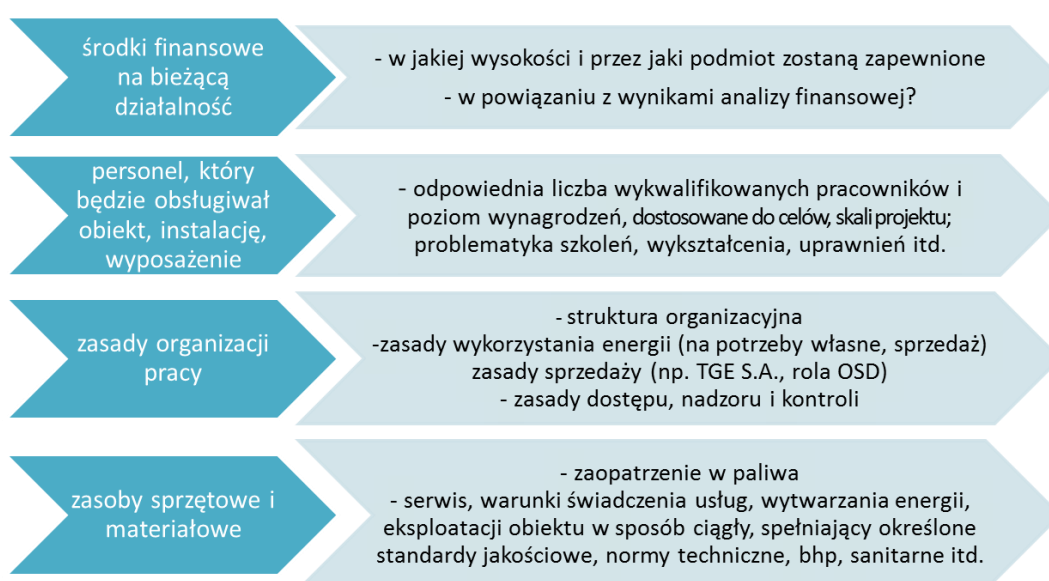 środki finansowe
na bieżącą
działalność
- w jakiej wysokości i przez jaki podmiot zostaną zapewnione
- w powiązaniu z wynikami analizy finansowej?
personel, który
będzie obsługiwał
obiekt, instalację,
wyposażenie
- odpowiednia liczba wykwalifikowanych pracowników i
poziom wynagrodzeń, dostosowane do celów, skali projektu;
problematyka szkoleń, wykształcenia, uprawnień itd.
zasady organizacji
pracy
- struktura organizacyjna
-zasady wykorzystania energii (na potrzeby własne, sprzedaż)
zasady sprzedaży (np. TGE S.A., rola OSD)
- zasady dostępu, nadzoru i kontroli
zasoby sprzętowe i
materiałowe
- zaopatrzenie w paliwa
- serwis, warunki świadczenia usług, wytwarzania energii,
eksploatacji obiektu w sposób ciągły, spełniający określone
standardy jakościowe, normy techniczne, bhp, sanitarne itd.